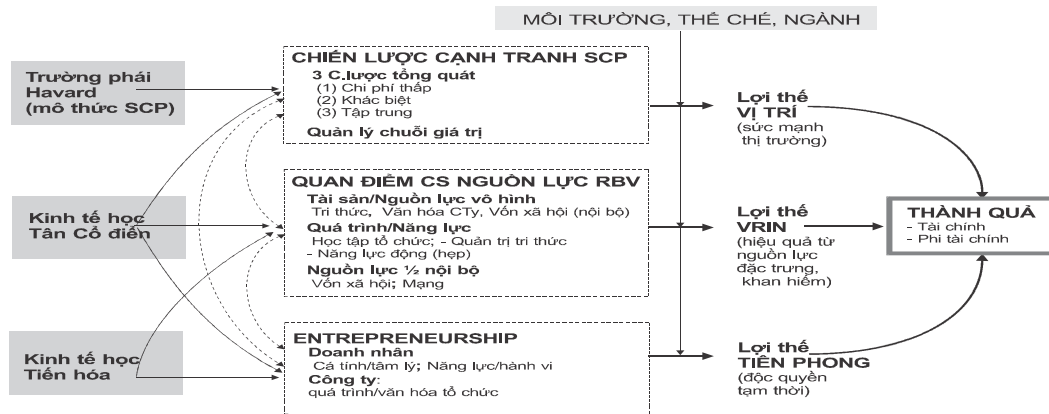 MÔI TRƯỜNG, THỂ CHẾ, NGÀNH
Trường phái
Havard
(mô thức SCP)
Kinh tế học
Tân Cổ điển
Kinh tế học
Tiến hóa
CHIẾN LƯỢC CẠNH TRANH SCP
3 C.lược tổng quát
(1) Chi phí thấp
(2) Khác biệt
(3) Tập trung
Quản lý chuỗi giá trị
QUAN ĐIỂM CS NGUỒN LỰC RBV
Tài sản/Nguồn lực vô hình
Tri thức, Văn hóa CTy, Vốn xã hội (nội bộ)
Quá trình/Năng lực
Học tập tổ chức; - Quản trị tri thức
- Năng lực động (hẹp)
Nguồn lực ½ nội bộ
Vốn xã hội; Mạng
ENTREPRENEURSHIP
Doanh nhân
Cá tính/tâm lý; Năng lực/hành vi
Công ty:
quá trình/văn hóa tổ chức
Lợi thế
VỊ TRÍ
(sức mạnh
thị trường)
Lợi thế
VRIN
(hiệu quả từ
nguồn lực
đặc trưng,
khan hiếm)
Lợi thế
TIÊN PHONG
(độc quyền
tạm thời)
THÀNH QUẢ
- Tài chính
- Phi tài chính